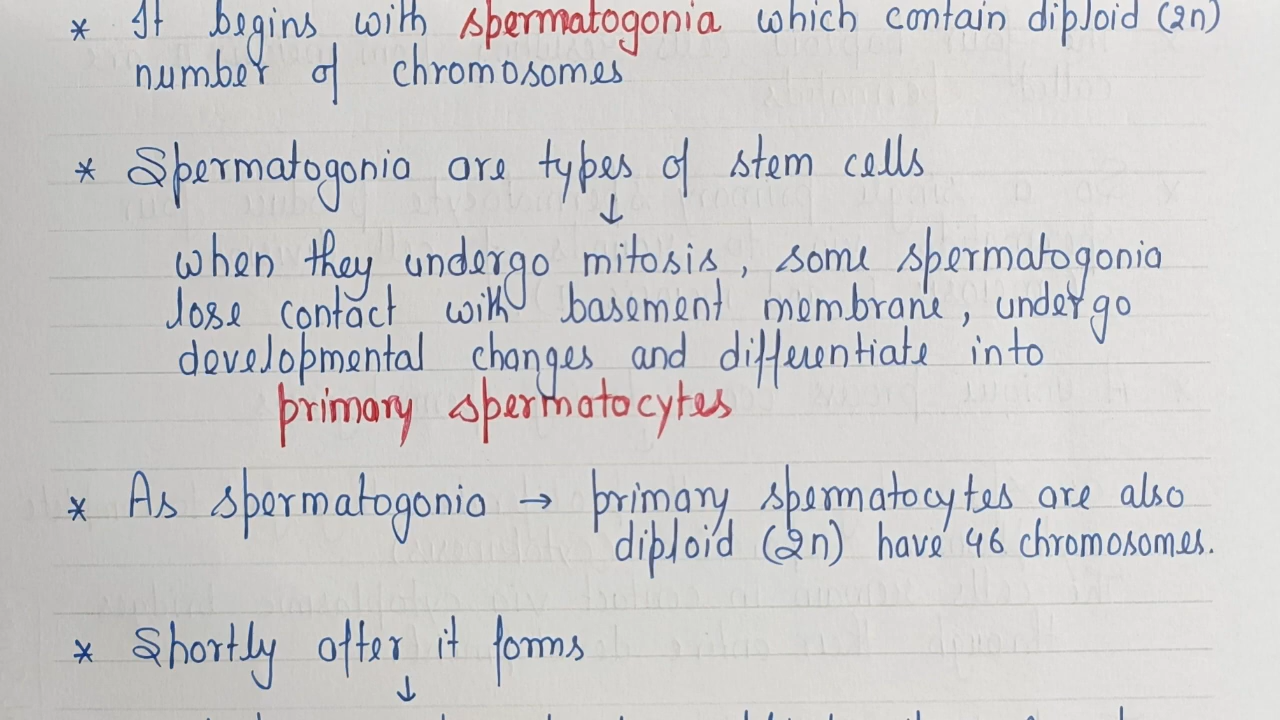 * It begins with spermatogonia which contain diploid (2n)
number of chromosomes
* Spermatogonia are types of stem cells
↓
when they undergo mitosis, some spermatogonia
lose contact with basement membrane, undergo
developmental changes and differentiate into
primary spermatocytes
* As spermatogonia → primary spermatocytes are also
diploid (2n) have 46 chromosomes.
* Shortly after it forms
↓